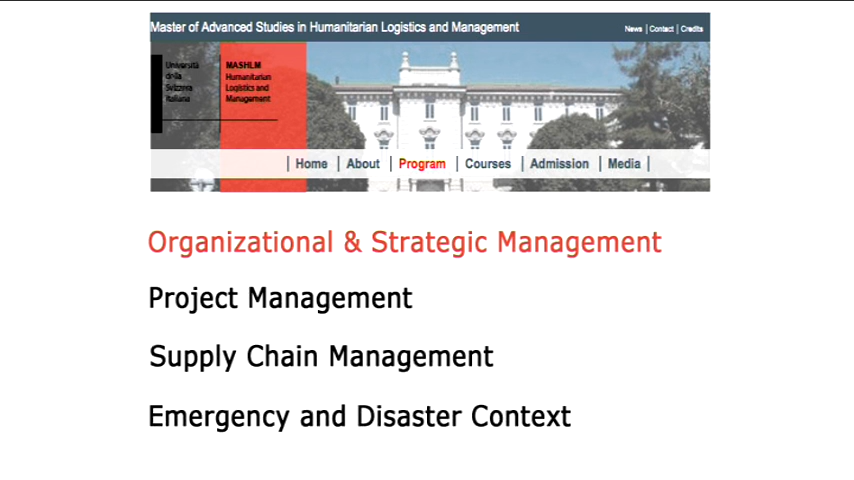 Master of Advanced Studies in Humanitarian Logistics and Management
News | Contact | Credits
Università
della
Svizzera
italiana
MASHLM
Humanitarian
Logistics and
Management
| Home | About | Program | Courses | Admission | Media |
Organizational & Strategic Management
Project Management
Supply Chain Management
Emergency and Disaster Context